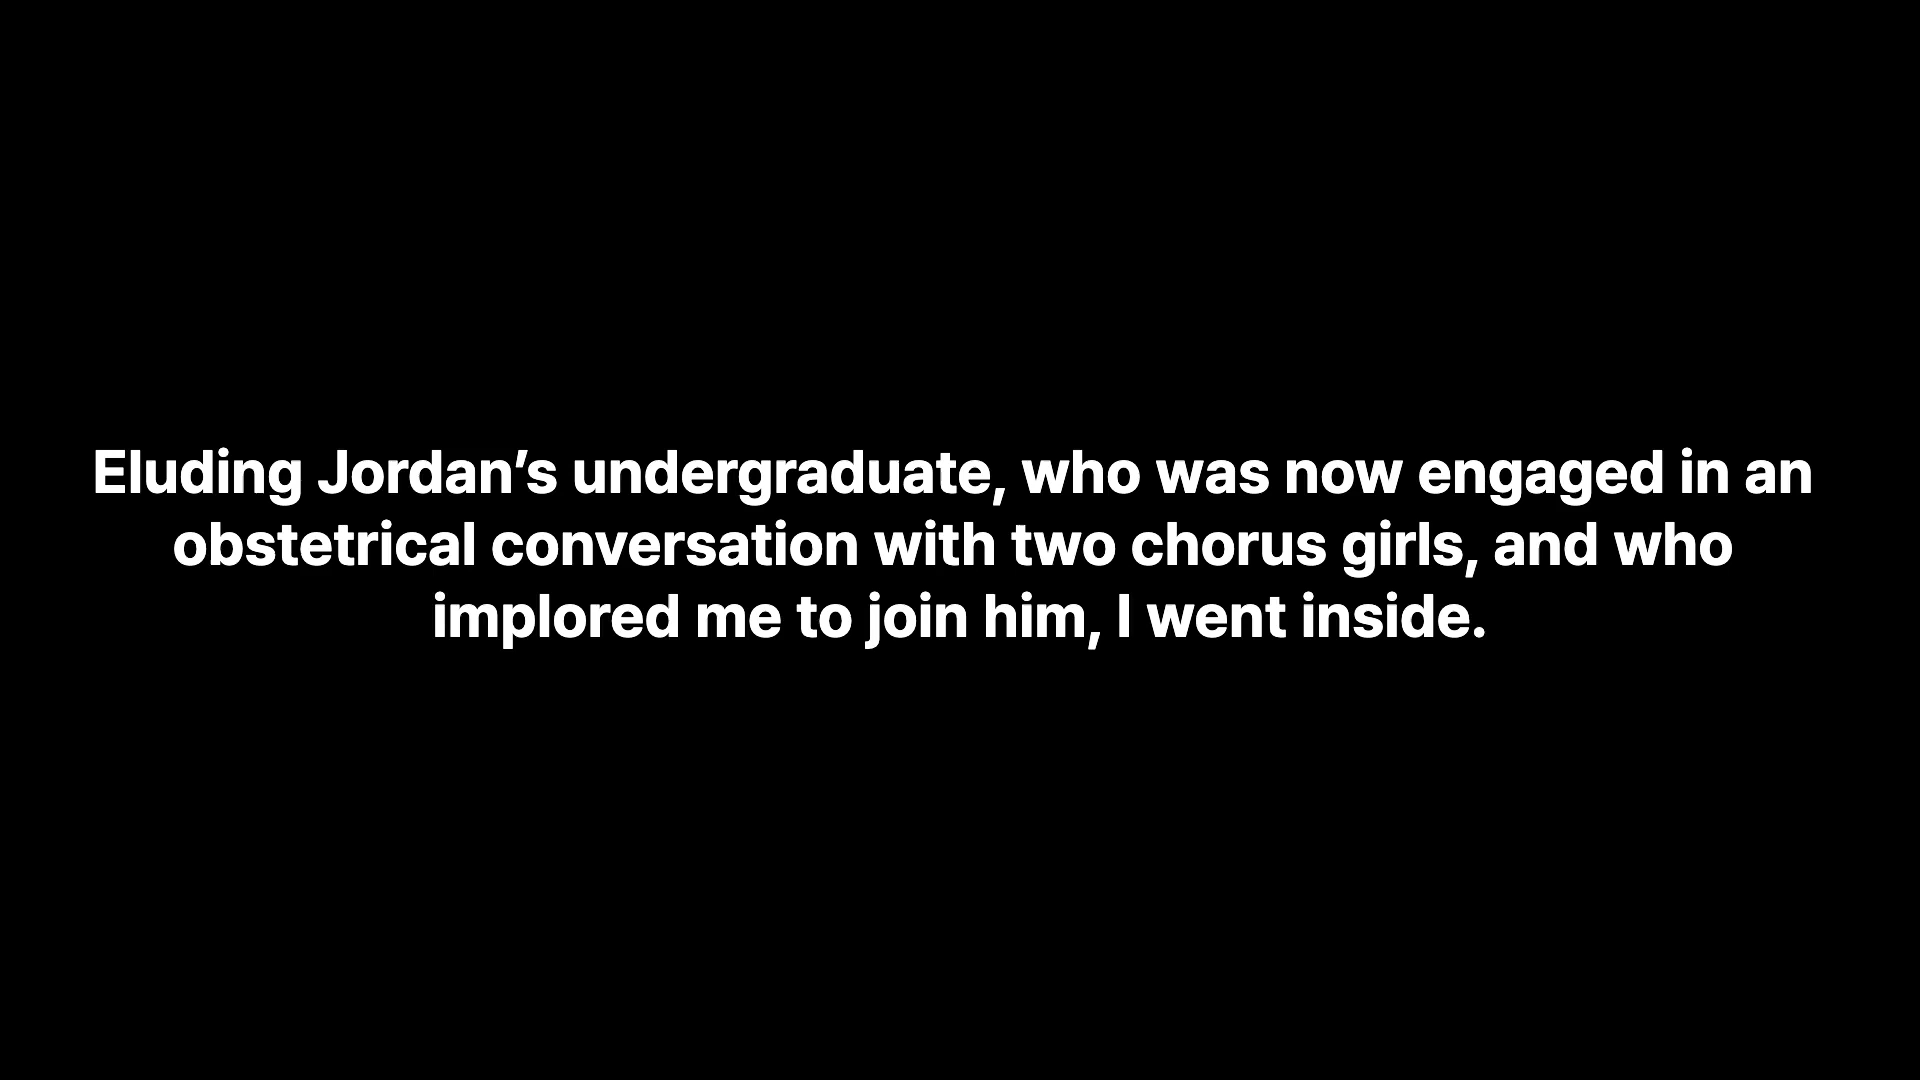 Eluding Jordan’s undergraduate, who was now engaged in an
obstetrical conversation with two chorus girls, and who
implored me to join him, I went inside.